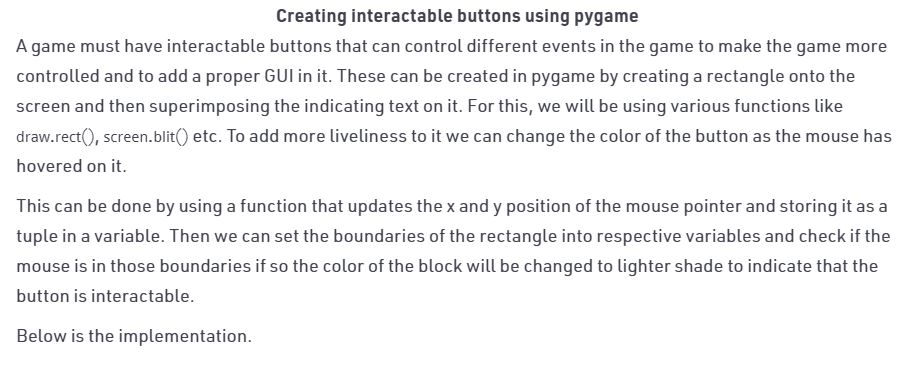 Creating interactable buttons using pygame
A game must have interactable buttons that can control different events in the game to make the game more
controlled and to add a proper GUI in it. These can be created in pygame by creating a rectangle onto the
screen and then superimposing the indicating text on it. For this, we will be using various functions like
draw.rect(), screen.blit() etc. To add more liveliness to it we can change the color of the button as the mouse has
hovered on it.
This can be done by using a function that updates the x and y position of the mouse pointer and storing it as a
tuple in a variable. Then we can set the boundaries of the rectangle into respective variables and check if the
mouse is in those boundaries if so the color of the block will be changed to lighter shade to indicate that the
button is interactable.
Below is the implementation.